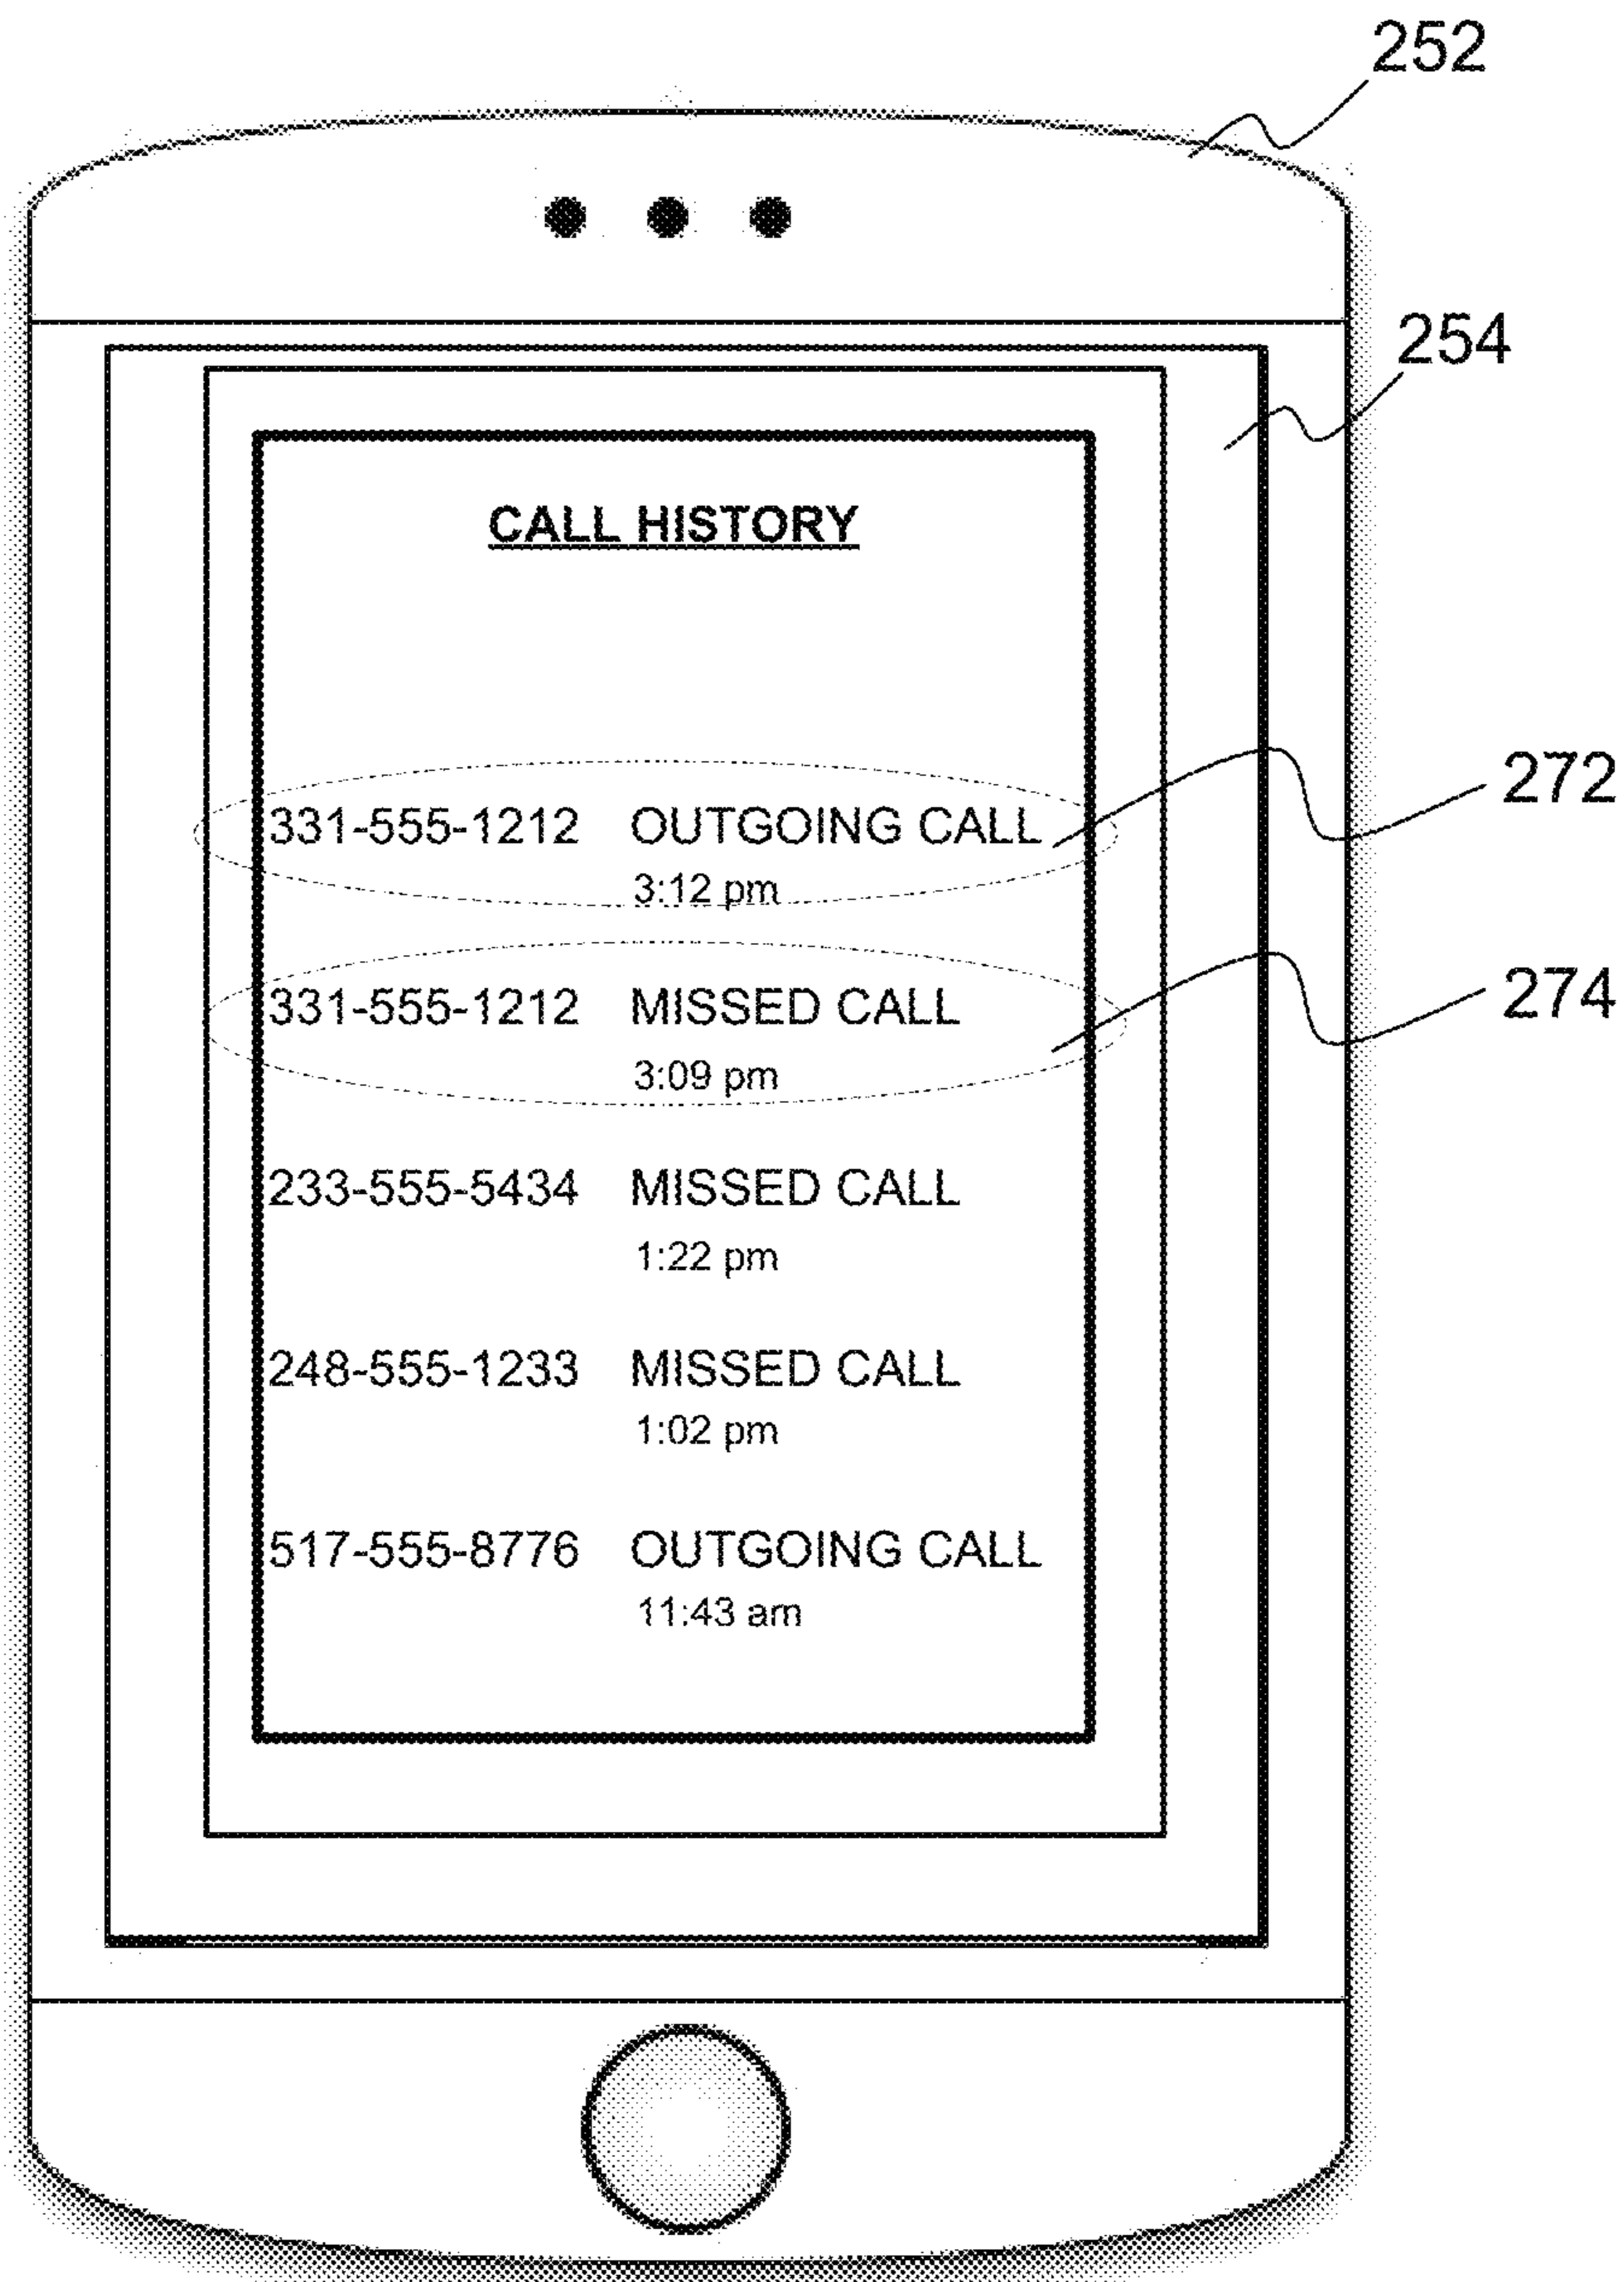 252
254
CALL HISTORY
331-555-1212 OUTGOING CALL
3:12 pm
272
331-555-1212 MISSED CALL
3:09 pm
274
233-555-5434 MISSED CALL
1:22 pm
248-555-1233 MISSED CALL
1:02 pm
517-555-8776 OUTGOING CALL
11:43 am